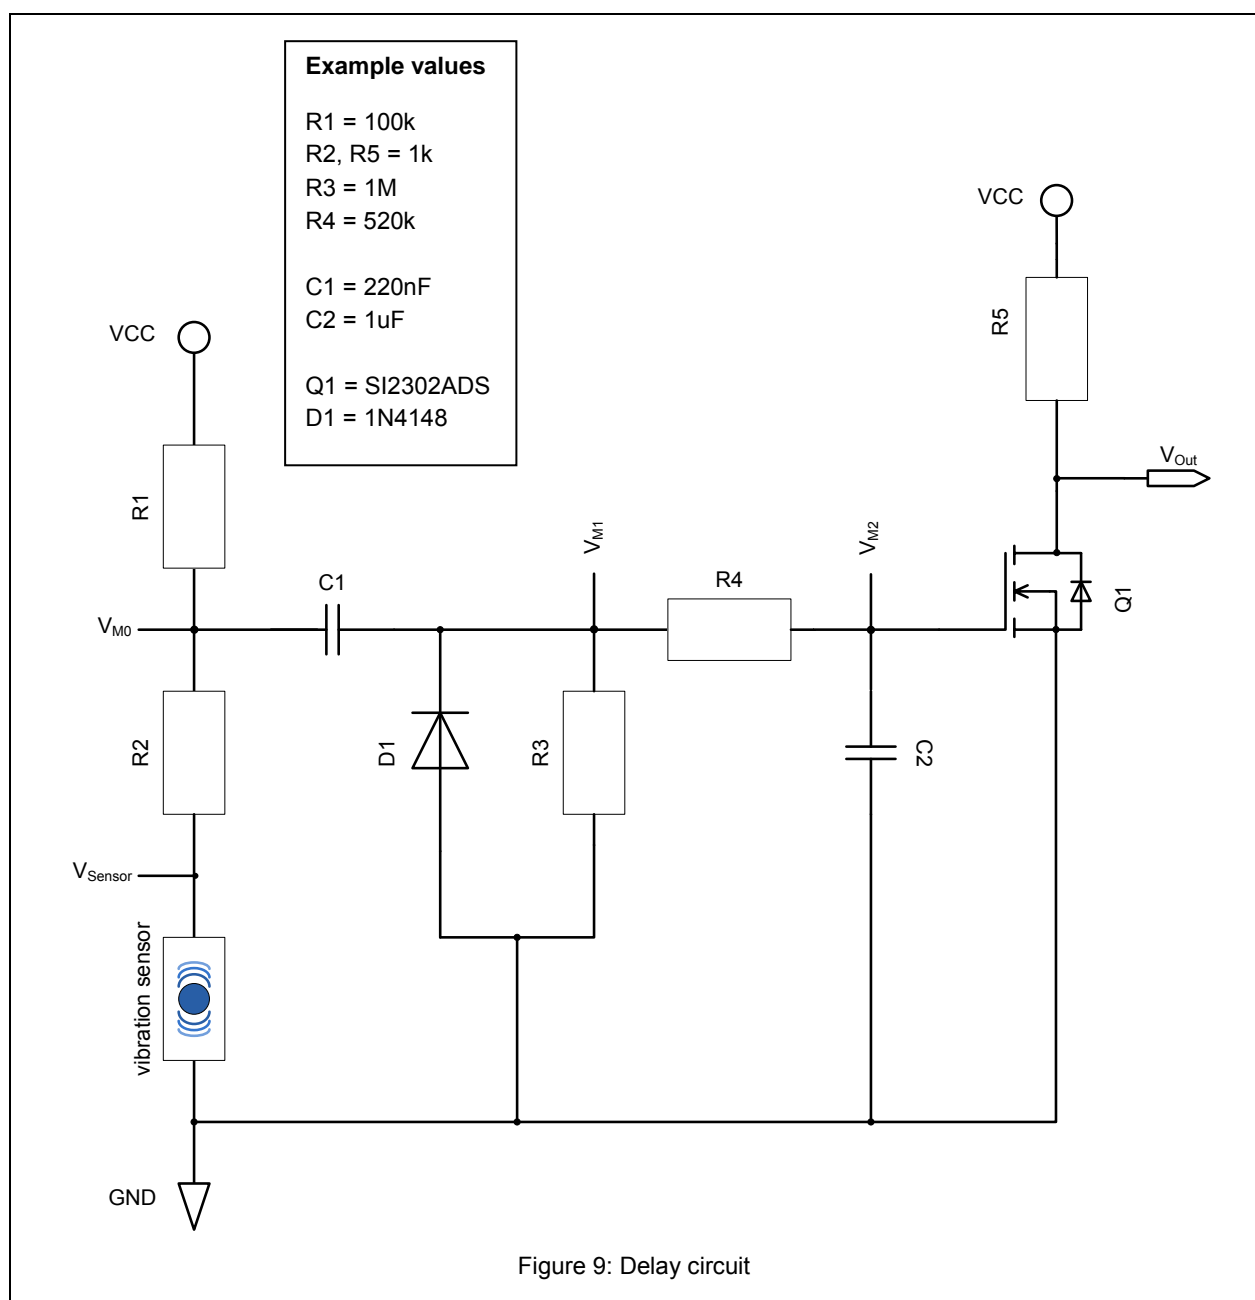 Example values
R1 = 100k
R2, R5 = 1k
R3 = 1M
R4 = 520k
C1 = 220nF
C2 = 1uF
Q1 = SI2302ADS
D1 = 1N4148
VCC
R5
VOut
Q1
VCC
R1
VM0
C1
VM1
R4
VM2
R2
D1
R3
C2
VSensor
vibration sensor
GND
Figure 9: Delay circuit